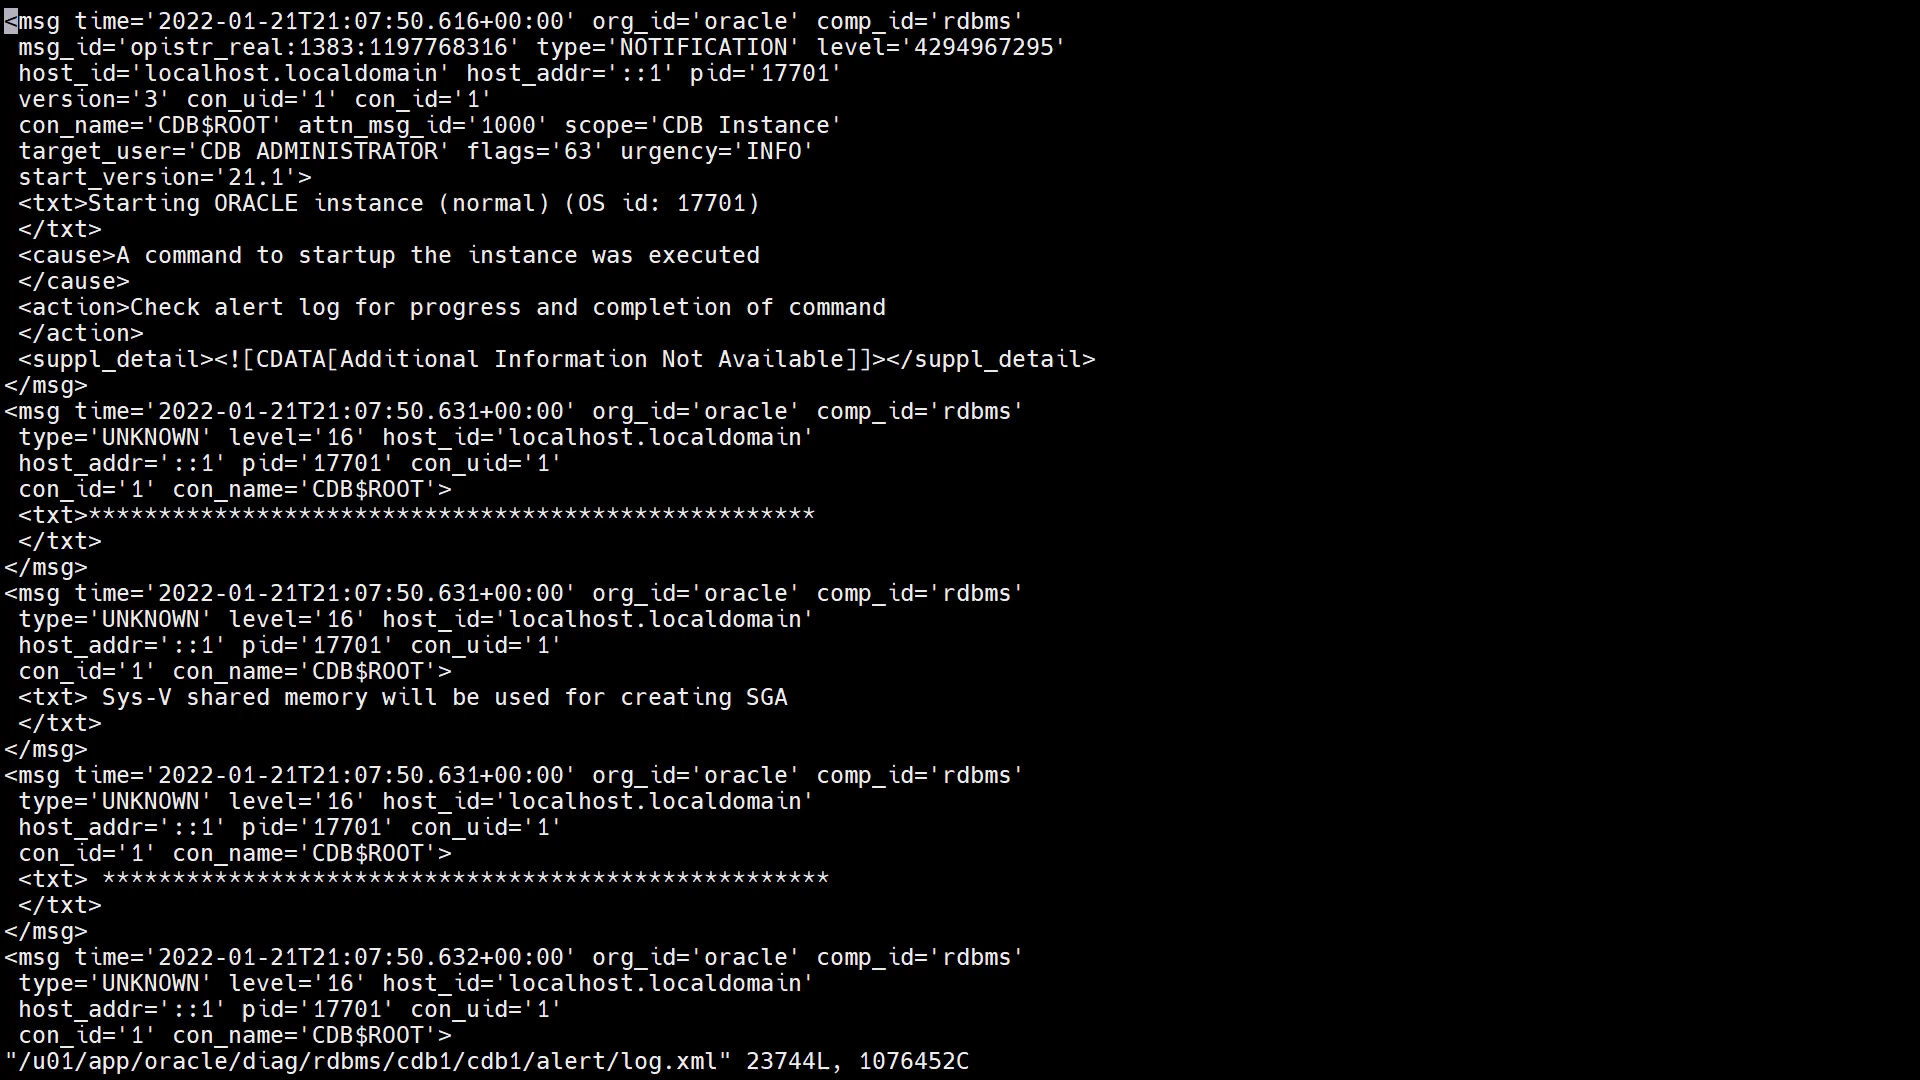 <msg time='2022-01-21T21:07:50.616+00:00' org_id='oracle' comp_id='rdbms'
 msg_id='opistr_real:1383:1197768316' type='NOTIFICATION' level='4294967295'
 host_id='localhost.localdomain' host_addr='::1' pid='17701'
 version='3' con_uid='1' con_id='1'
 con_name='CDB$ROOT' attn_msg_id='1000' scope='CDB Instance'
 target_user='CDB ADMINISTRATOR' flags='63' urgency='INFO'
 start_version='21.1'>
 <txt>Starting ORACLE instance (normal) (OS id: 17701)
 </txt>
 <cause>A command to startup the instance was executed
 </cause>
 <action>Check alert log for progress and completion of command
 </action>
 <suppl_detail><![CDATA[Additional Information Not Available]]></suppl_detail>
</msg>
<msg time='2022-01-21T21:07:50.631+00:00' org_id='oracle' comp_id='rdbms'
 type='UNKNOWN' level='16' host_id='localhost.localdomain'
 host_addr='::1' pid='17701' con_uid='1'
 con_id='1' con_name='CDB$ROOT'>
 <txt>****************************************************
 </txt>
</msg>
<msg time='2022-01-21T21:07:50.631+00:00' org_id='oracle' comp_id='rdbms'
 type='UNKNOWN' level='16' host_id='localhost.localdomain'
 host_addr='::1' pid='17701' con_uid='1'
 con_id='1' con_name='CDB$ROOT'>
 <txt> Sys-V shared memory will be used for creating SGA
 </txt>
</msg>
<msg time='2022-01-21T21:07:50.631+00:00' org_id='oracle' comp_id='rdbms'
 type='UNKNOWN' level='16' host_id='localhost.localdomain'
 host_addr='::1' pid='17701' con_uid='1'
 con_id='1' con_name='CDB$ROOT'>
 <txt> ****************************************************
 </txt>
</msg>
<msg time='2022-01-21T21:07:50.632+00:00' org_id='oracle' comp_id='rdbms'
 type='UNKNOWN' level='16' host_id='localhost.localdomain'
 host_addr='::1' pid='17701' con_uid='1'
 con_id='1' con_name='CDB$ROOT'>
"/u01/app/oracle/diag/rdbms/cdb1/cdb1/alert/log.xml" 23744L, 1076452C